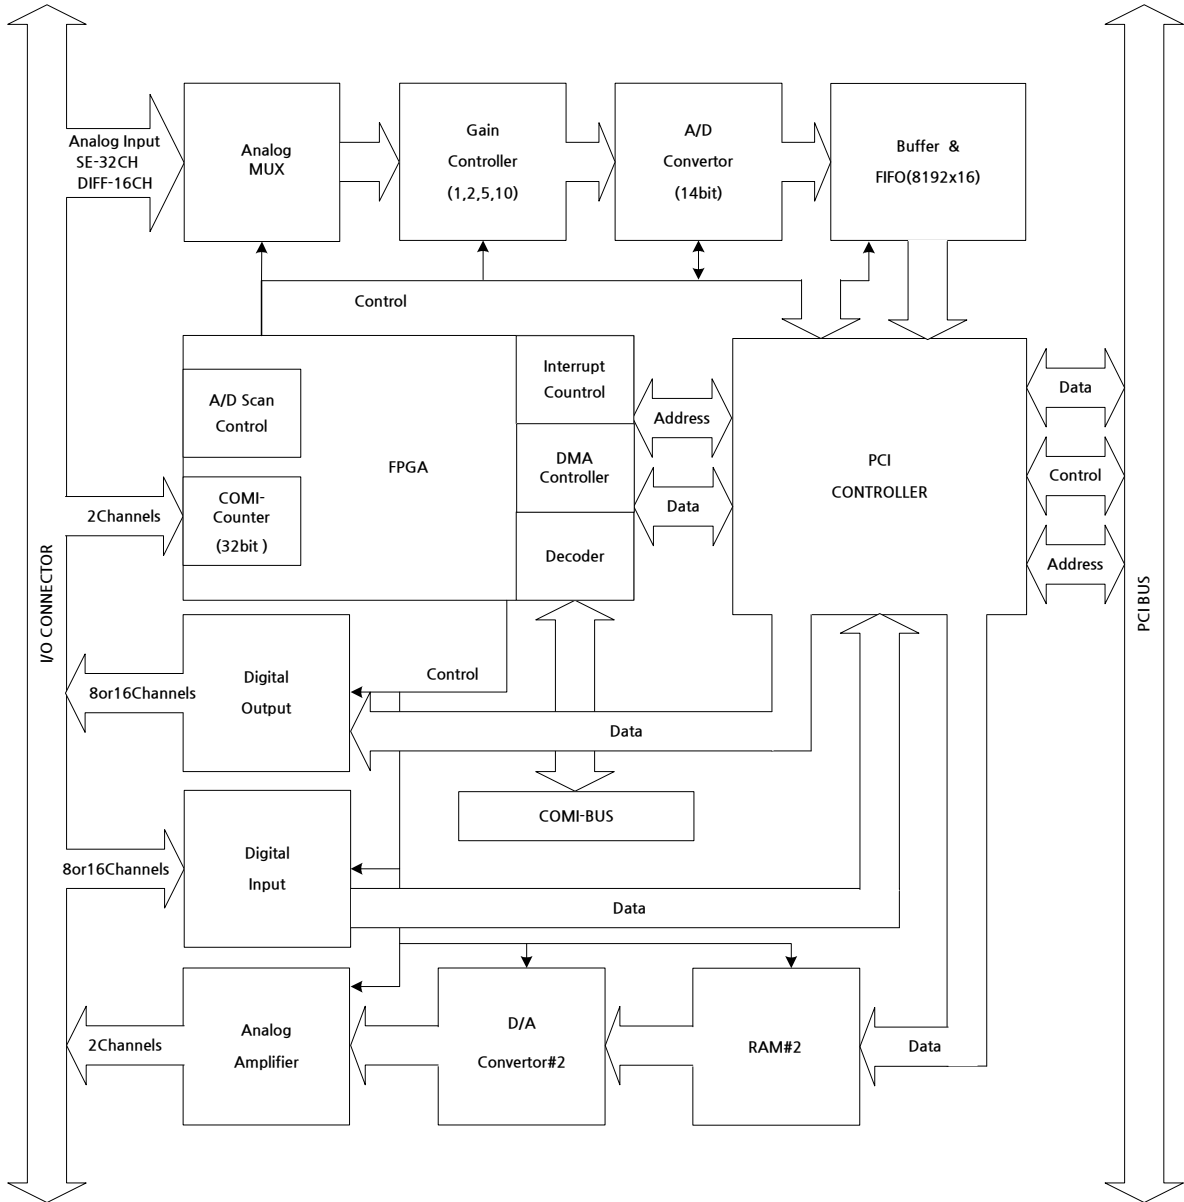 Analog Input
SE-32CH
DIFF-16CH
Analog
MUX
Gain
Controller
(1,2,5,10)
A/D
Convertor
(14bit)
Buffer &
FIFO(8192x16)
Control
A/D Scan
Control
COMI-
Counter
(32bit )
FPGA
Interrupt
Countrol
DMA
Controller
Decoder
Address
Data
PCI
CONTROLLER
Data
Control
Address
2Channels
I/O CONNECTOR
PCI BUS
8or16Channels
Digital
Output
Control
Data
COMI-BUS
8or16Channels
Digital
Input
Data
2Channels
Analog
Amplifier
D/A
Convertor#2
RAM#2
Data